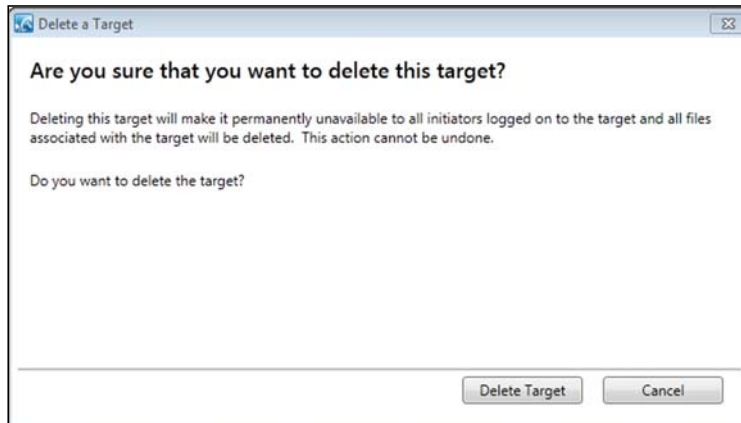 Delete a Target
Are you sure that you want to delete this target?
Deleting this target will make it permanently unavailable to all initiators logged on to the target and all files
associated with the target will be deleted.  This action cannot be undone.
Do you want to delete the target?
Delete Target
Cancel